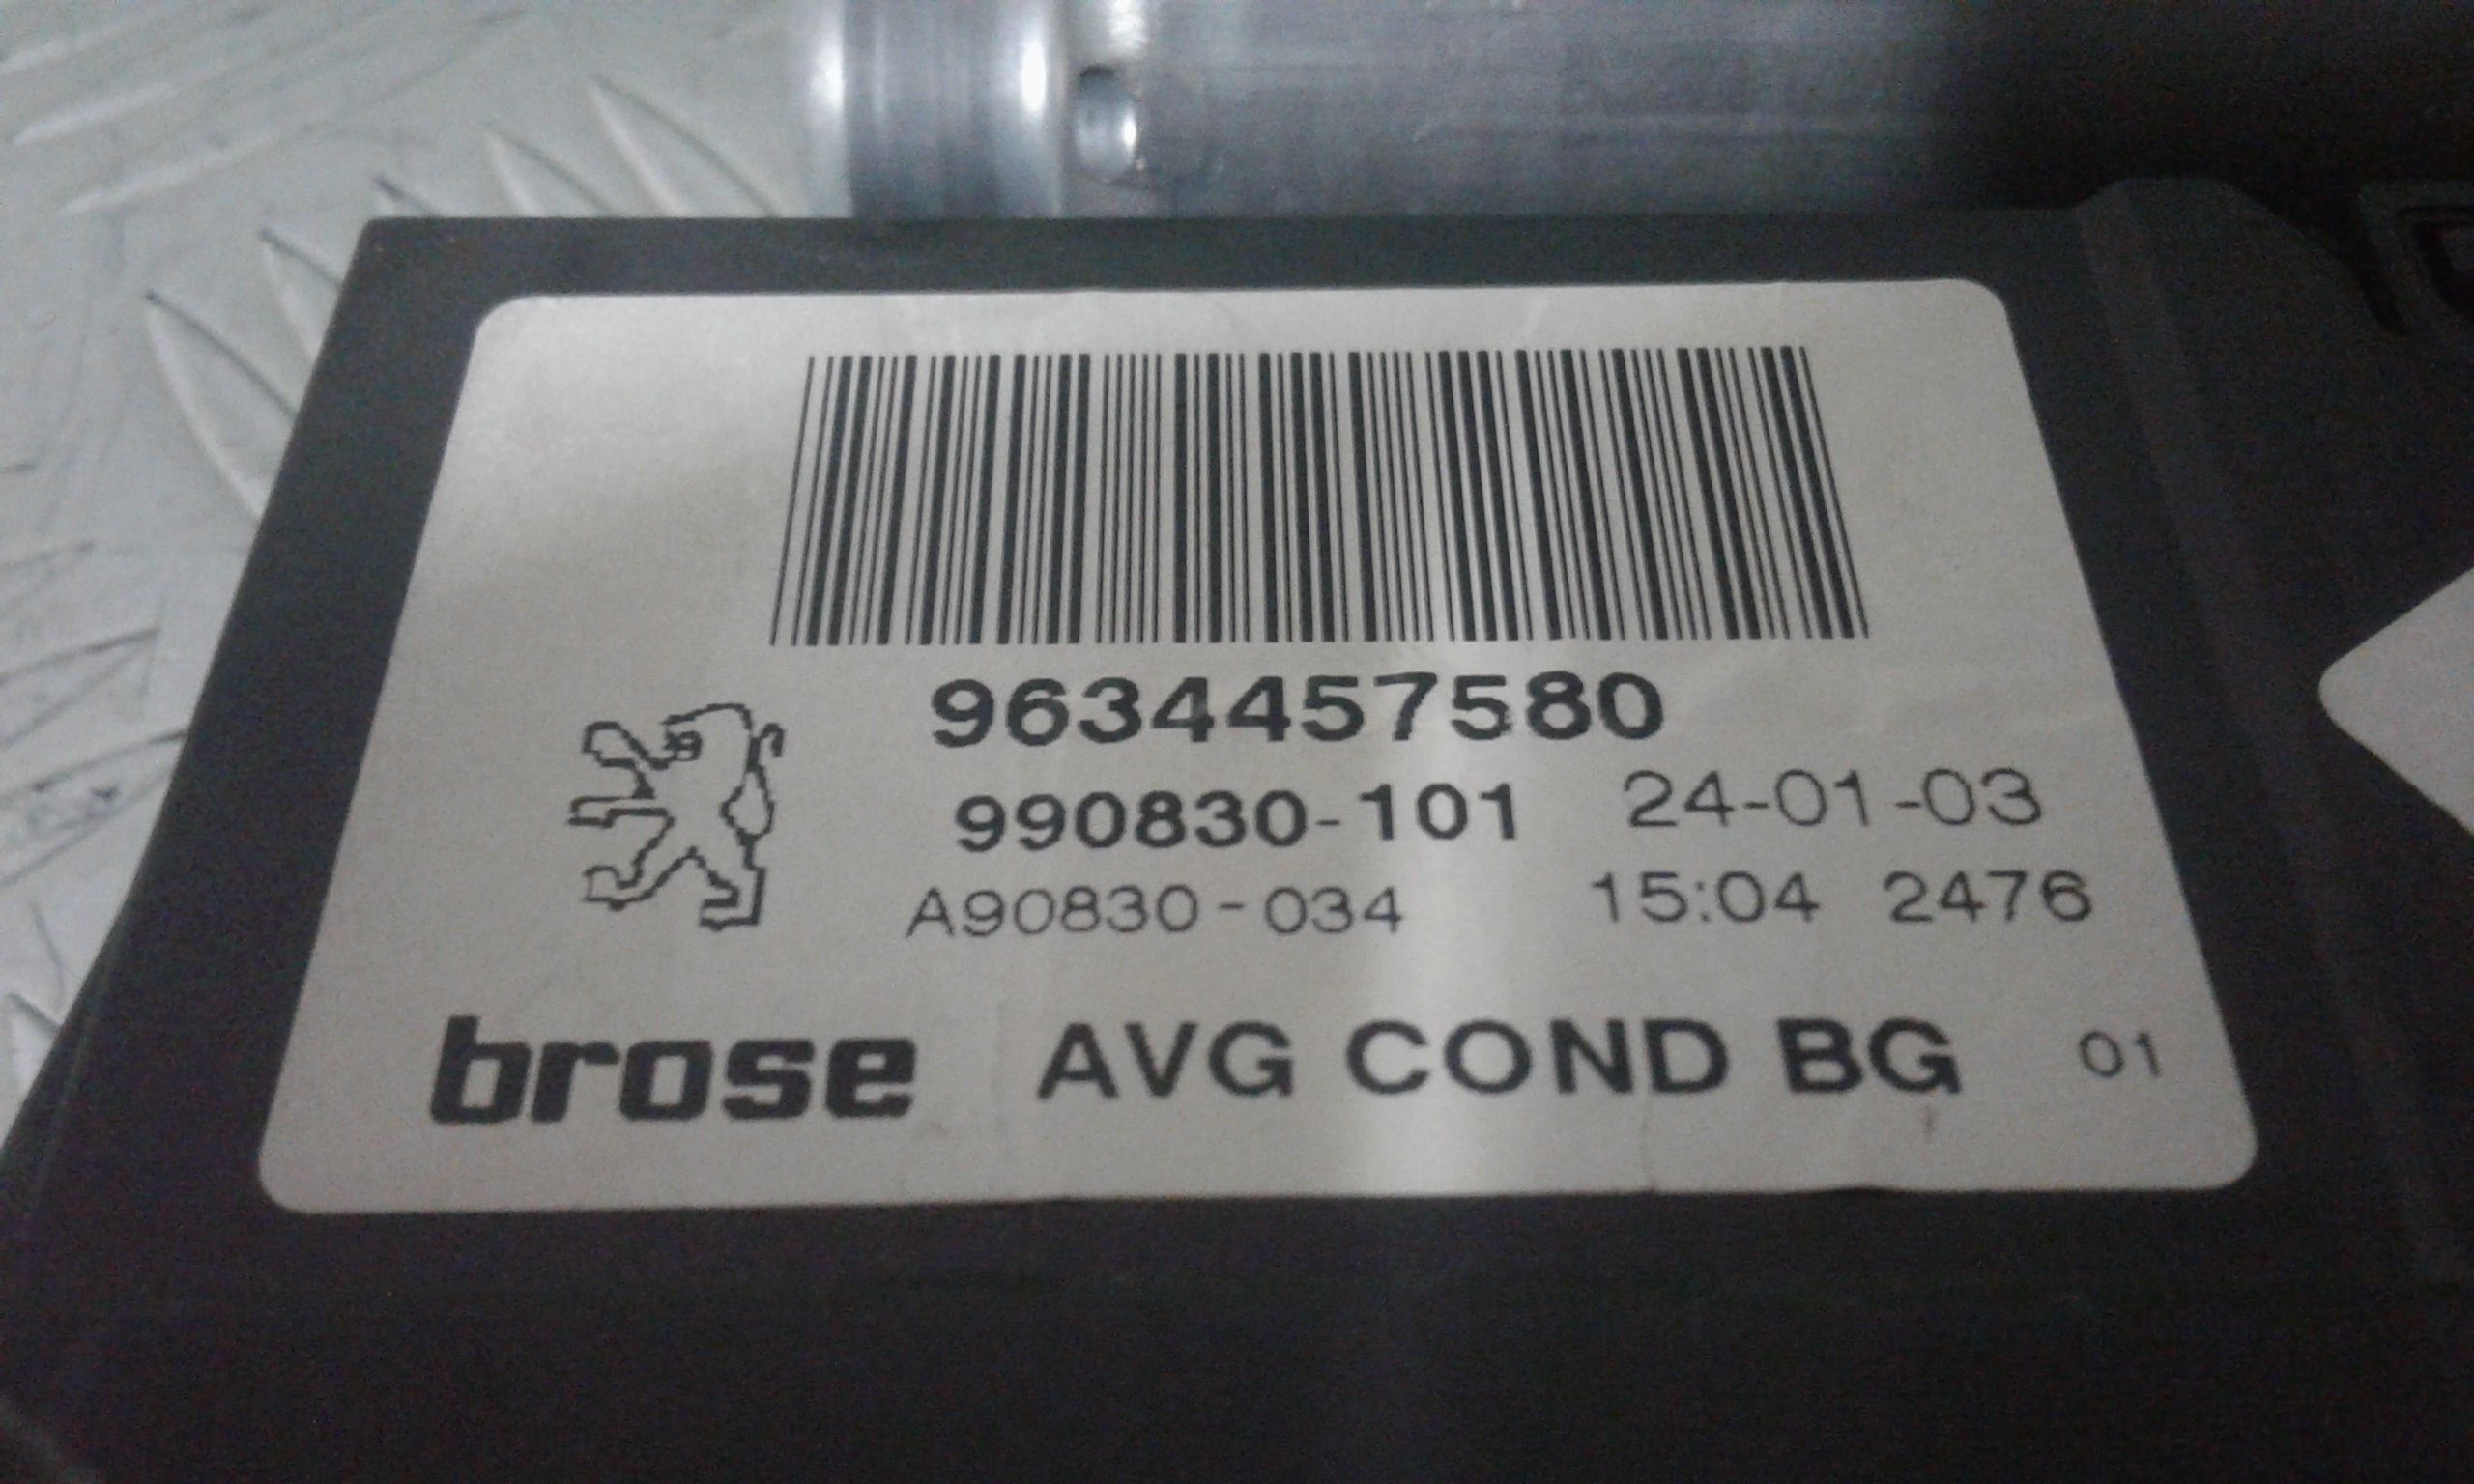 9634457580
990830-101 24-01-03
A90830-034 15:04 2476
brose AVG COND BG 01